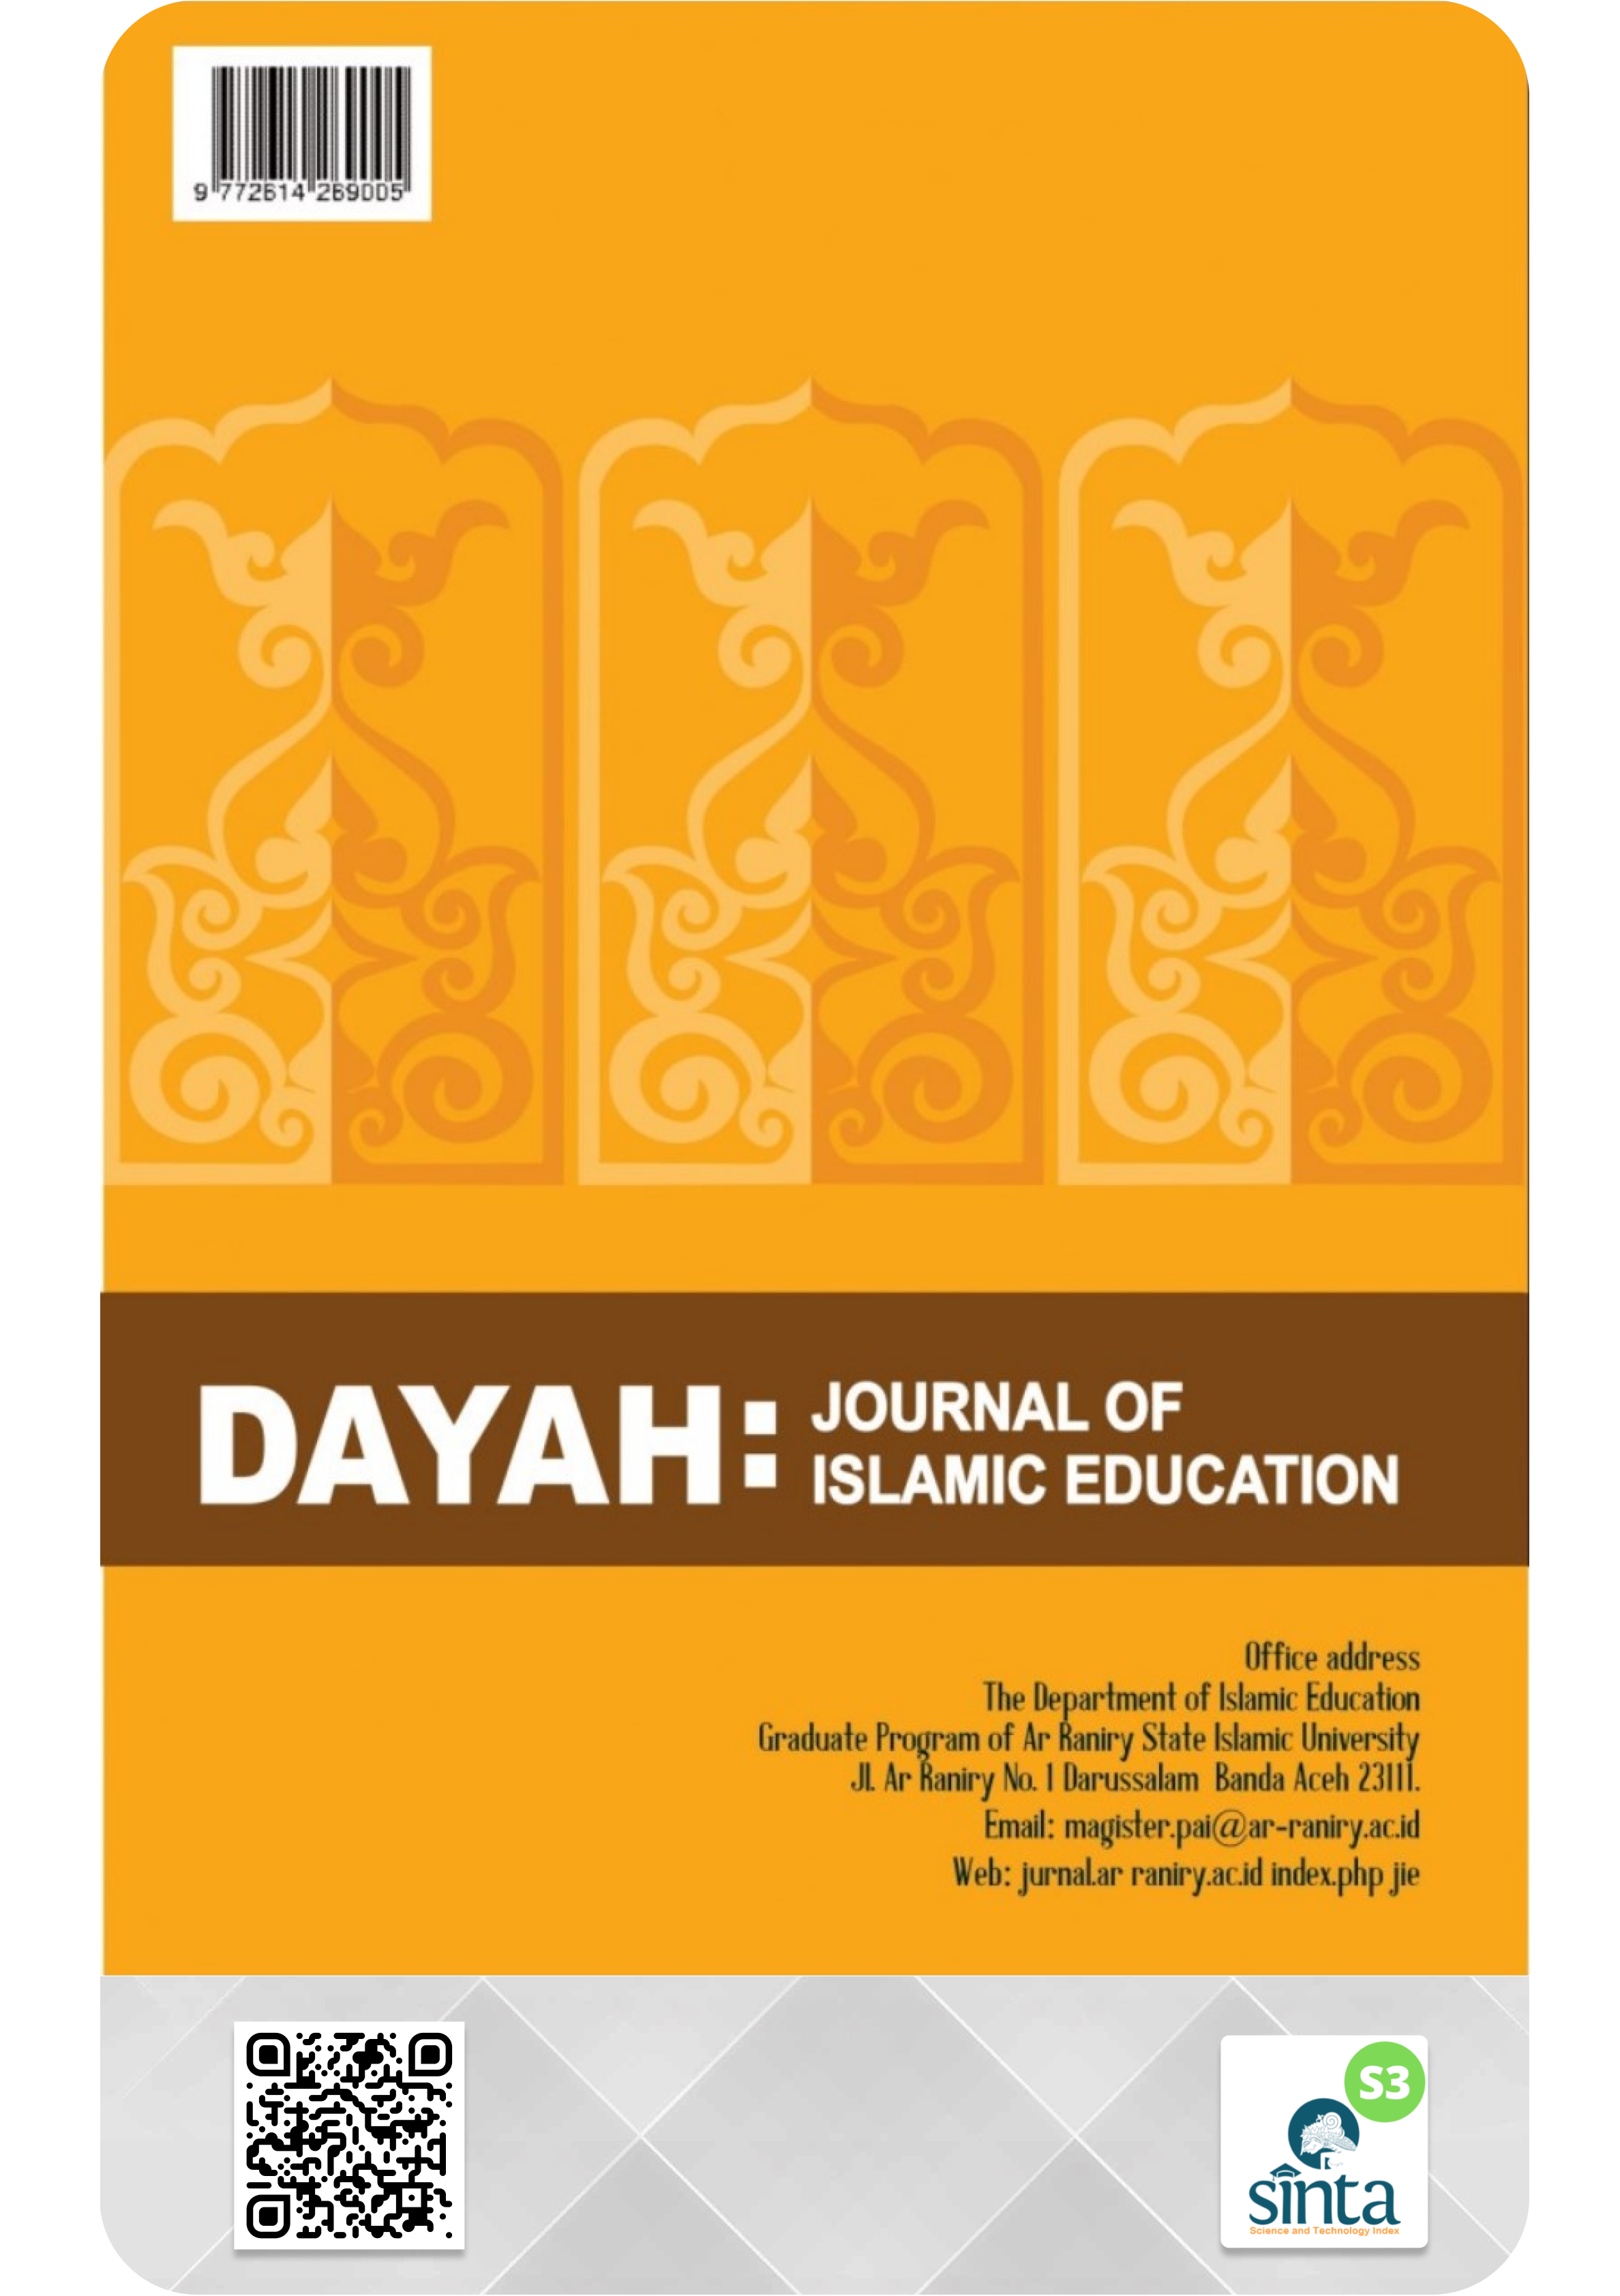 9 772614 269005
DAYAH: JOURNAL OF
ISLAMIC EDUCATION
Office address
The Department of Islamic Education
Graduate Program of Ar Raniry State Islamic University
Jl. Ar Raniry No. 1 Darussalam Banda Aceh 23111.
Email: magister.pai@ar-raniry.ac.id
Web: jurnal.ar raniry.ac.id index.php jie
S3
sinta
Science and Technology Index